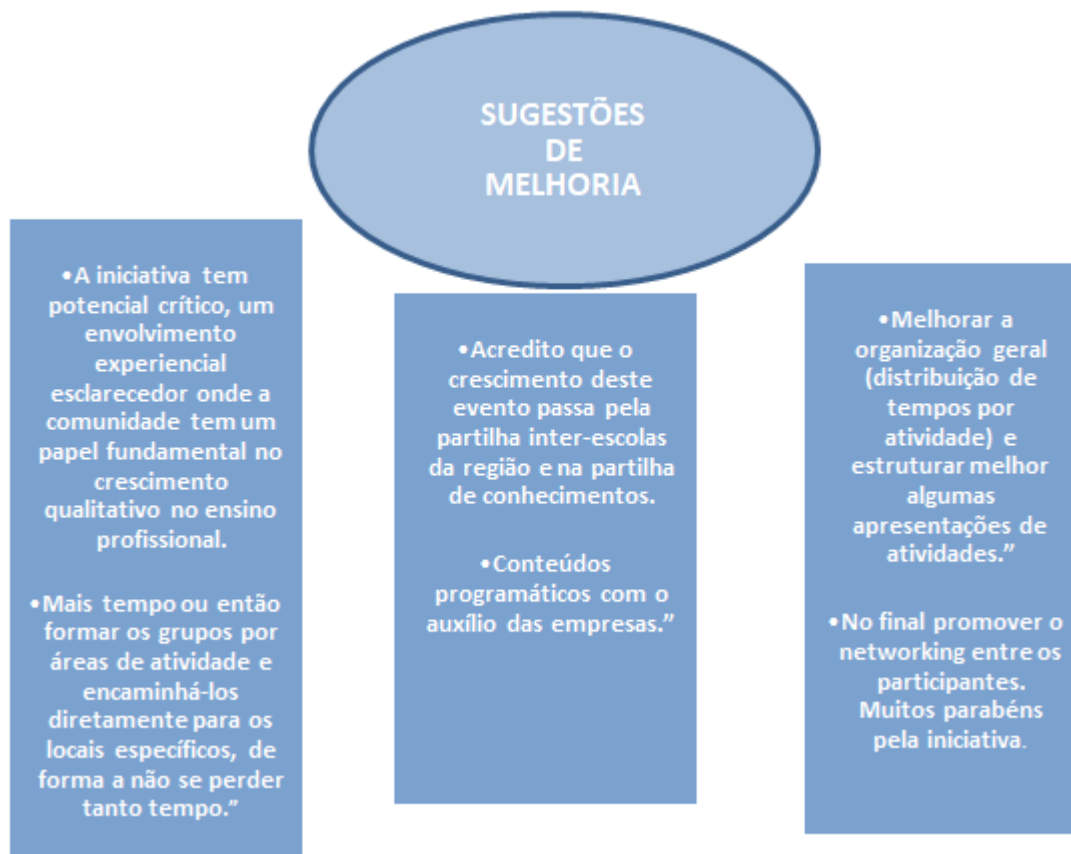 SUGESTÕES
DE
MELHORIA
•A iniciativa tem
potencial crítico, um
envolvimento
experiencial
esclarecedor onde a
comunidade tem um
papel fundamental no
crescimento
qualitativo no ensino
profissional.
•Mais tempo ou então
formar os grupos por
áreas de atividade e
encaminhá-los
diretamente para os
locais específicos, de
forma a não se perder
tanto tempo.”
•Acredito que o
crescimento deste
evento passa pela
partilha inter-escolas
da região e na partilha
de conhecimentos.
•Conteúdos
programáticos com o
auxílio das empresas.”
•Melhorar a
organização geral
(distribuição de
tempos por
atividade) e
estruturar melhor
algumas
apresentações de
atividades.”
•No final promover o
networking entre os
participantes.
Muitos parabéns
pela iniciativa.